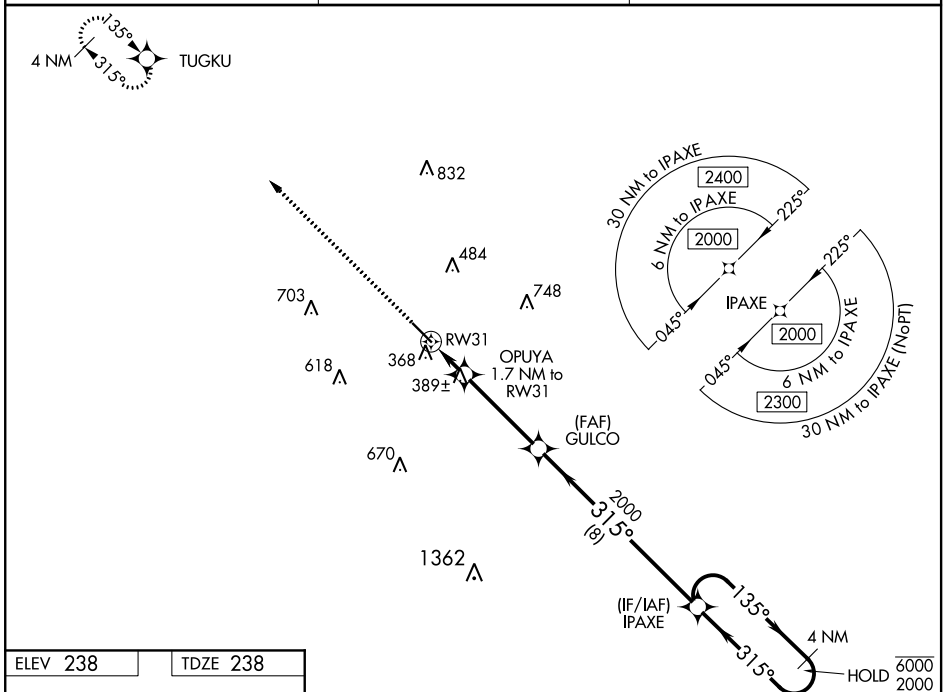 135°
4 NM
315°
TUGKU
832
484
748
703
618
368
RW31
389±
OPUYA
1.7 NM to
RW31
670
(FAF)
GULCO
1362
2000
315°
(8)
30 NM to IPAXE
2400
6 NM to IPAXE
2000
225°
045°
IPAXE
225°
2000
045°
6 NM to IPAXE
2300
30 NM to IPAXE (NoPT)
(IF/IAF)
IPAXE
135°
4 NM
315°
HOLD 6000
2000
ELEV 238 TDZE 238